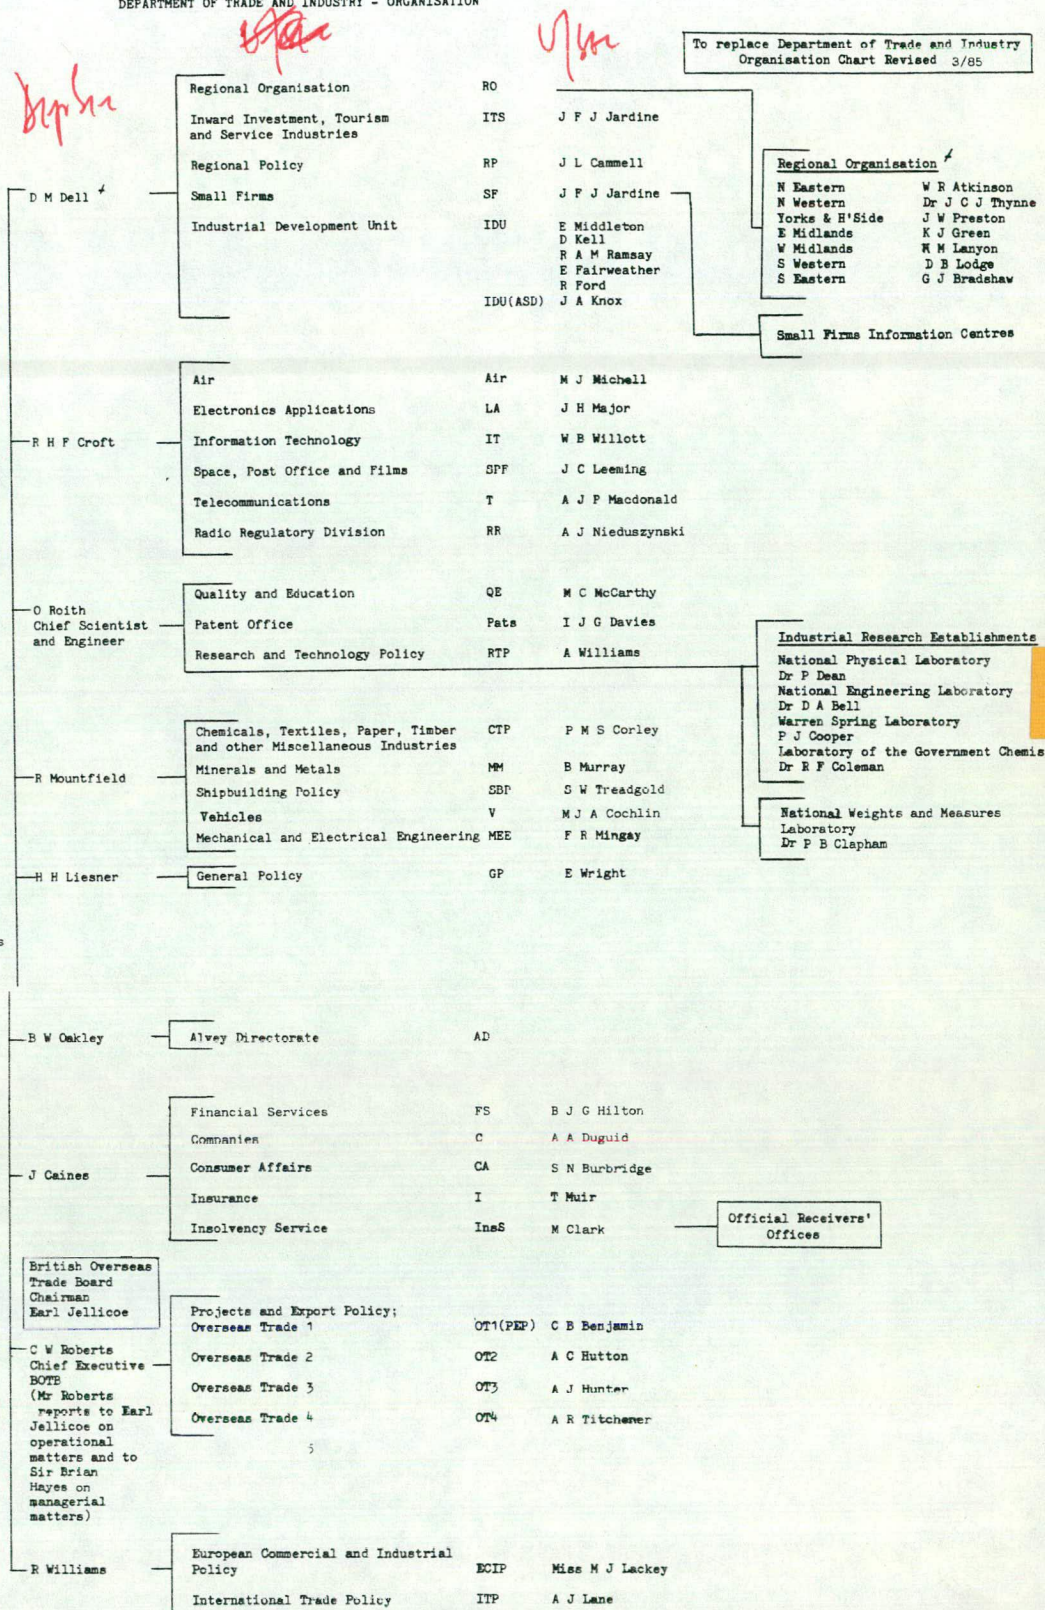 DEPARTMENT OF TRADE AND INDUSTRY - ORGANISATION
To replace Department of Trade and Industry
Organisation Chart Revised 3/85
D M Dell
Regional Organisation RO
Inward Investment, Tourism ITS J F J Jardine
and Service Industries
Regional Policy RP J L Cammell
Small Firms SF J F J Jardine
Industrial Development Unit IDU E Middleton
D Kell
R A M Ramsay
E Fairweather
R Ford
IDU(ASD) J A Knox
Regional Organisation
N Eastern W R Atkinson
N Western Dr J C J Thynne
Yorks & H'Side J W Preston
E Midlands K J Green
W Midlands R M Lanyon
S Western D B Lodge
S Eastern G J Bradshaw
Small Firms Information Centres
R H F Croft
Air Air M J Michell
Electronics Applications LA J H Major
Information Technology IT W B Willott
Space, Post Office and Films SPF J C Leeming
Telecommunications T A J P Macdonald
Radio Regulatory Division RR A J Nieduszynski
O Roith
Chief Scientist
and Engineer
Quality and Education QE M C McCarthy
Patent Office Pats I J G Davies
Research and Technology Policy RTP A Williams
Industrial Research Establishments
National Physical Laboratory
Dr P Dean
National Engineering Laboratory
Dr D A Bell
Warren Spring Laboratory
P J Cooper
Laboratory of the Government Chemis
Dr R F Coleman
National Weights and Measures
Laboratory
Dr P B Clapham
R Mountfield
Chemicals, Textiles, Paper, Timber CTP P M S Corley
and other Miscellaneous Industries
Minerals and Metals MM B Murray
Shipbuilding Policy SBP S W Treadgold
Vehicles V M J A Cochlin
Mechanical and Electrical Engineering MEE F R Mingay
H H Liesner
General Policy GP E Wright
s
B W Oakley
Alvey Directorate AD
J Caines
Financial Services FS B J G Hilton
Companies C A A Duguid
Consumer Affairs CA S N Burbridge
Insurance I T Muir
Insolvency Service InsS M Clark
Official Receivers'
Offices
British Overseas
Trade Board
Chairman
Earl Jellicoe
C W Roberts
Chief Executive
BOTB
(Mr Roberts
reports to Earl
Jellicoe on
operational
matters and to
Sir Brian
Hayes on
managerial
matters)
Projects and Export Policy;
Overseas Trade 1 OT1(PEP) C B Benjamin
Overseas Trade 2 OT2 A C Hutton
Overseas Trade 3 OT3 A J Hunter
Overseas Trade 4 OT4 A R Titchener
5
R Williams
European Commercial and Industrial
Policy ECIP Miss M J Lackey
International Trade Policy ITP A J Lane